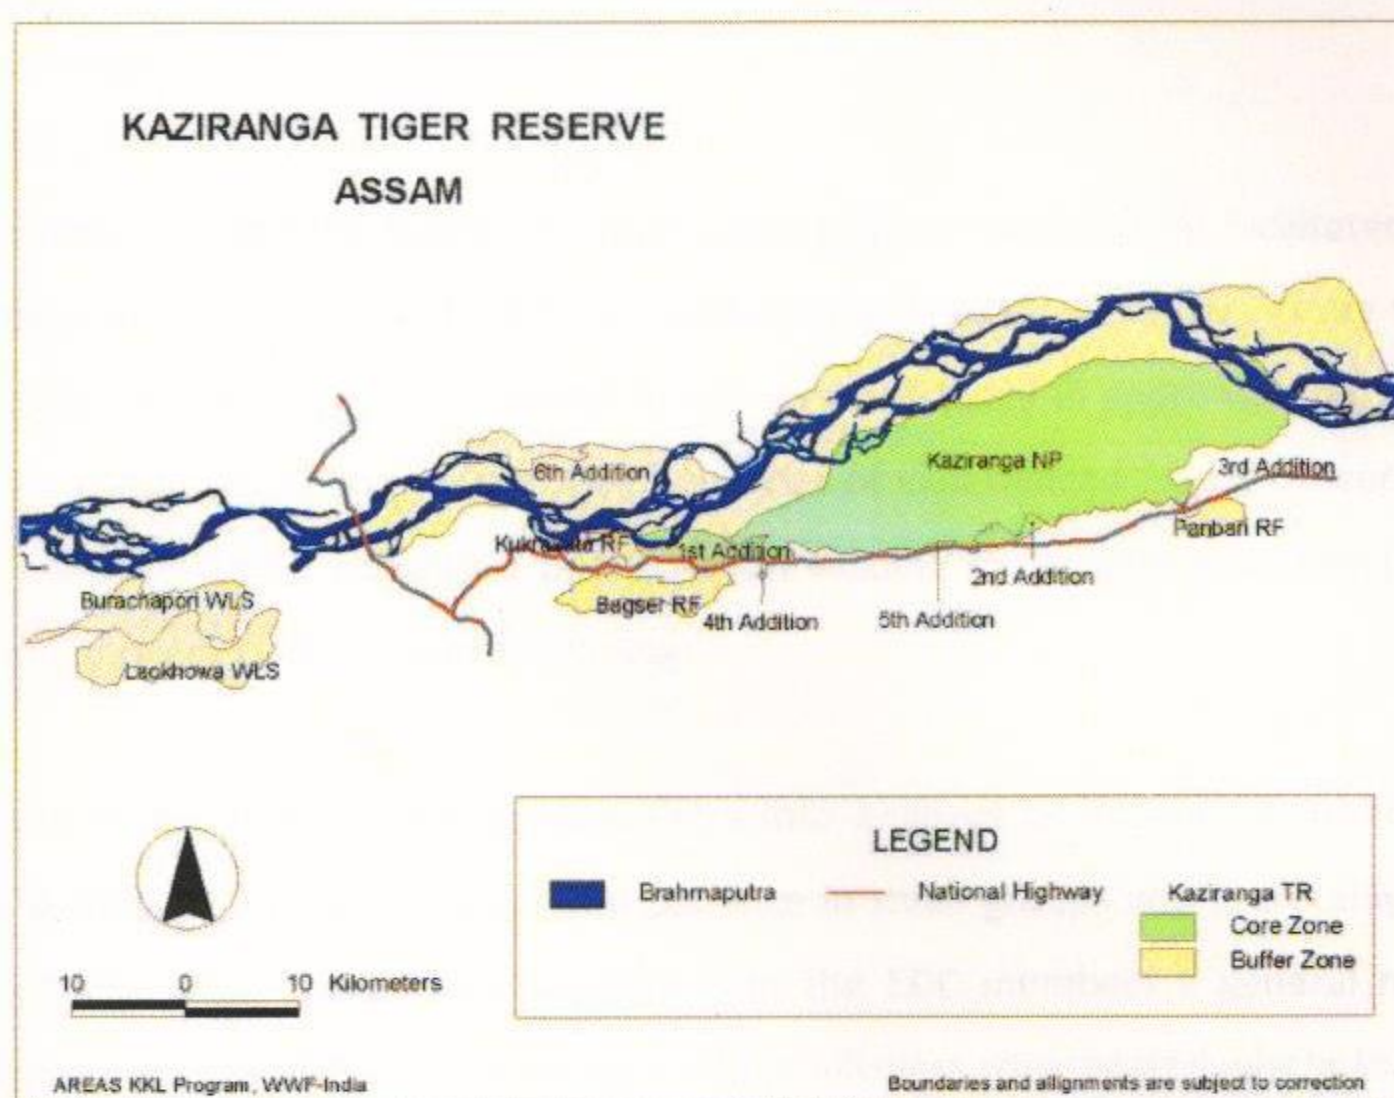 KAZIRANGA TIGER RESERVE
ASSAM
6th Addition
Kaziranga NP
3rd Addition
Panbari RF
RF
1st Addition
2nd Addition
Burachapori WLS
Bagser RF
4th Addition
5th Addition
Laokhowa WLS
LEGEND
Brahmaputra
National Highway
Kaziranga TR
Core Zone
Buffer Zone
10 0 10 Kilometers
AREAS KKL Program, WWF-India
Boundaries and allignments are subject to correction